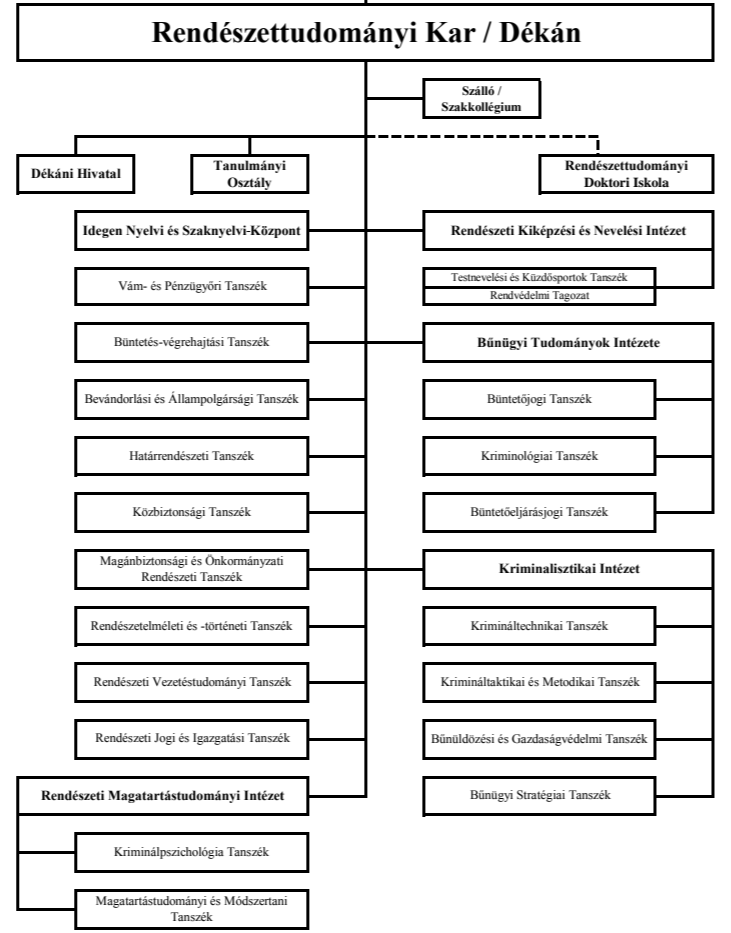 Rendészettudományi Kar / Dékán
Szálló /
Szakkollégium
Dékáni Hivatal
Tanulmányi
Osztály
Rendészettudományi
Doktori Iskola
Idegen Nyelvi és Szaknyelvi-Központ
Rendészeti Kiképzési és Nevelési Intézet
Vám- és Pénzügyőri Tanszék
Testnevelési és Küzdősportok Tanszék
Rendvédelmi Tagozat
Büntetés-végrehajtási Tanszék
Bűnügyi Tudományok Intézete
Bevándorlási és Állampolgársági Tanszék
Büntetőjogi Tanszék
Határrendészeti Tanszék
Kriminológiai Tanszék
Közbiztonsági Tanszék
Büntetőeljárásjogi Tanszék
Magánbiztonsági és Önkormányzati
Rendészeti Tanszék
Kriminalisztikai Intézet
Rendészetelméleti és -történeti Tanszék
Krimináltechnikai Tanszék
Rendészeti Vezetéstudományi Tanszék
Krimináltaktikai és Metodikai Tanszék
Rendészeti Jogi és Igazgatási Tanszék
Bűnüldözési és Gazdaságvédelmi Tanszék
Rendészeti Magatartástudományi Intézet
Bűnügyi Stratégiai Tanszék
Kriminálpszichológia Tanszék
Magatartástudományi és Módszertani
Tanszék